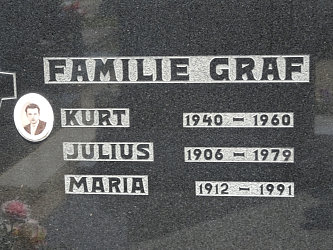 FAMILIE GRAF
KURT 1940 – 1960
JULIUS 1906 – 1979
MARIA 1912 – 1991